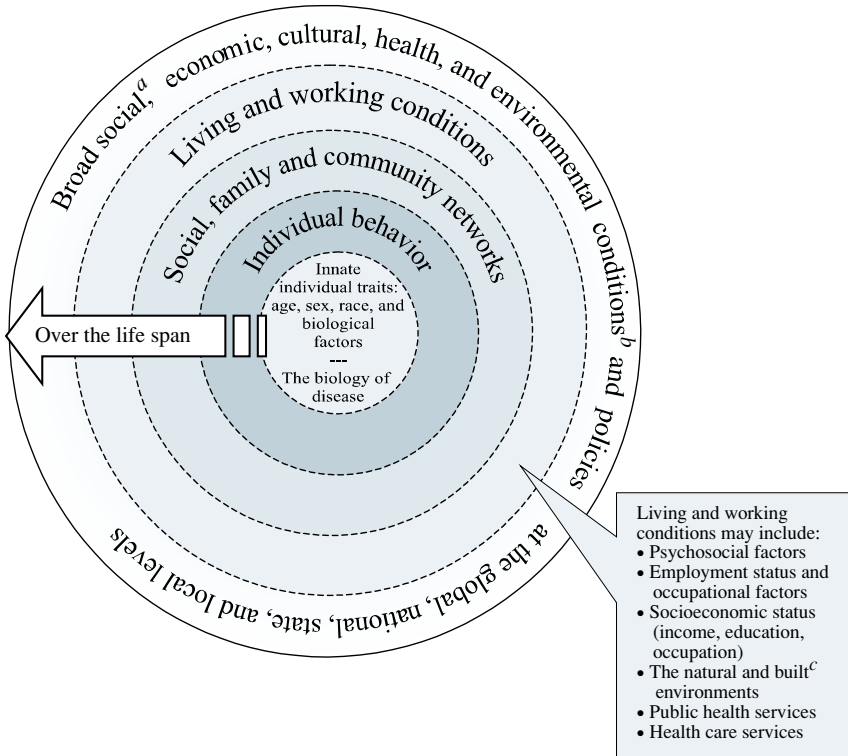 Broad social,a economic, cultural, health, and environmental conditionsb and policies
at the global, national, state, and local levels
Living and working conditions
Social, family and community networks
Individual behavior
Innate
individual traits:
age, sex, race, and
biological
factors
---
The biology of
disease
Over the life span
Living and working
conditions may include:
• Psychosocial factors
• Employment status and
occupational factors
• Socioeconomic status
(income, education,
occupation)
• The natural and builtc
environments
• Public health services
• Health care services